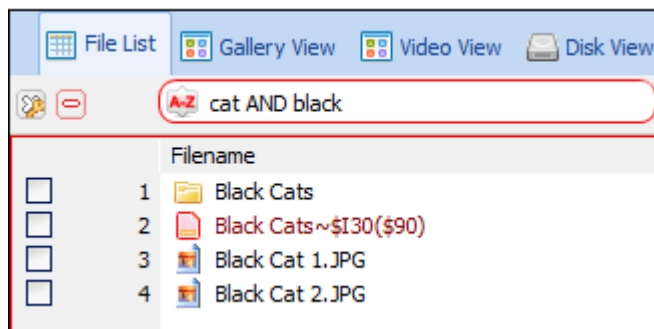 File List Gallery View Video View Disk View
A-Z cat AND black
Filename
1 Black Cats
2 Black Cats~$I30($90)
3 Black Cat 1.JPG
4 Black Cat 2.JPG